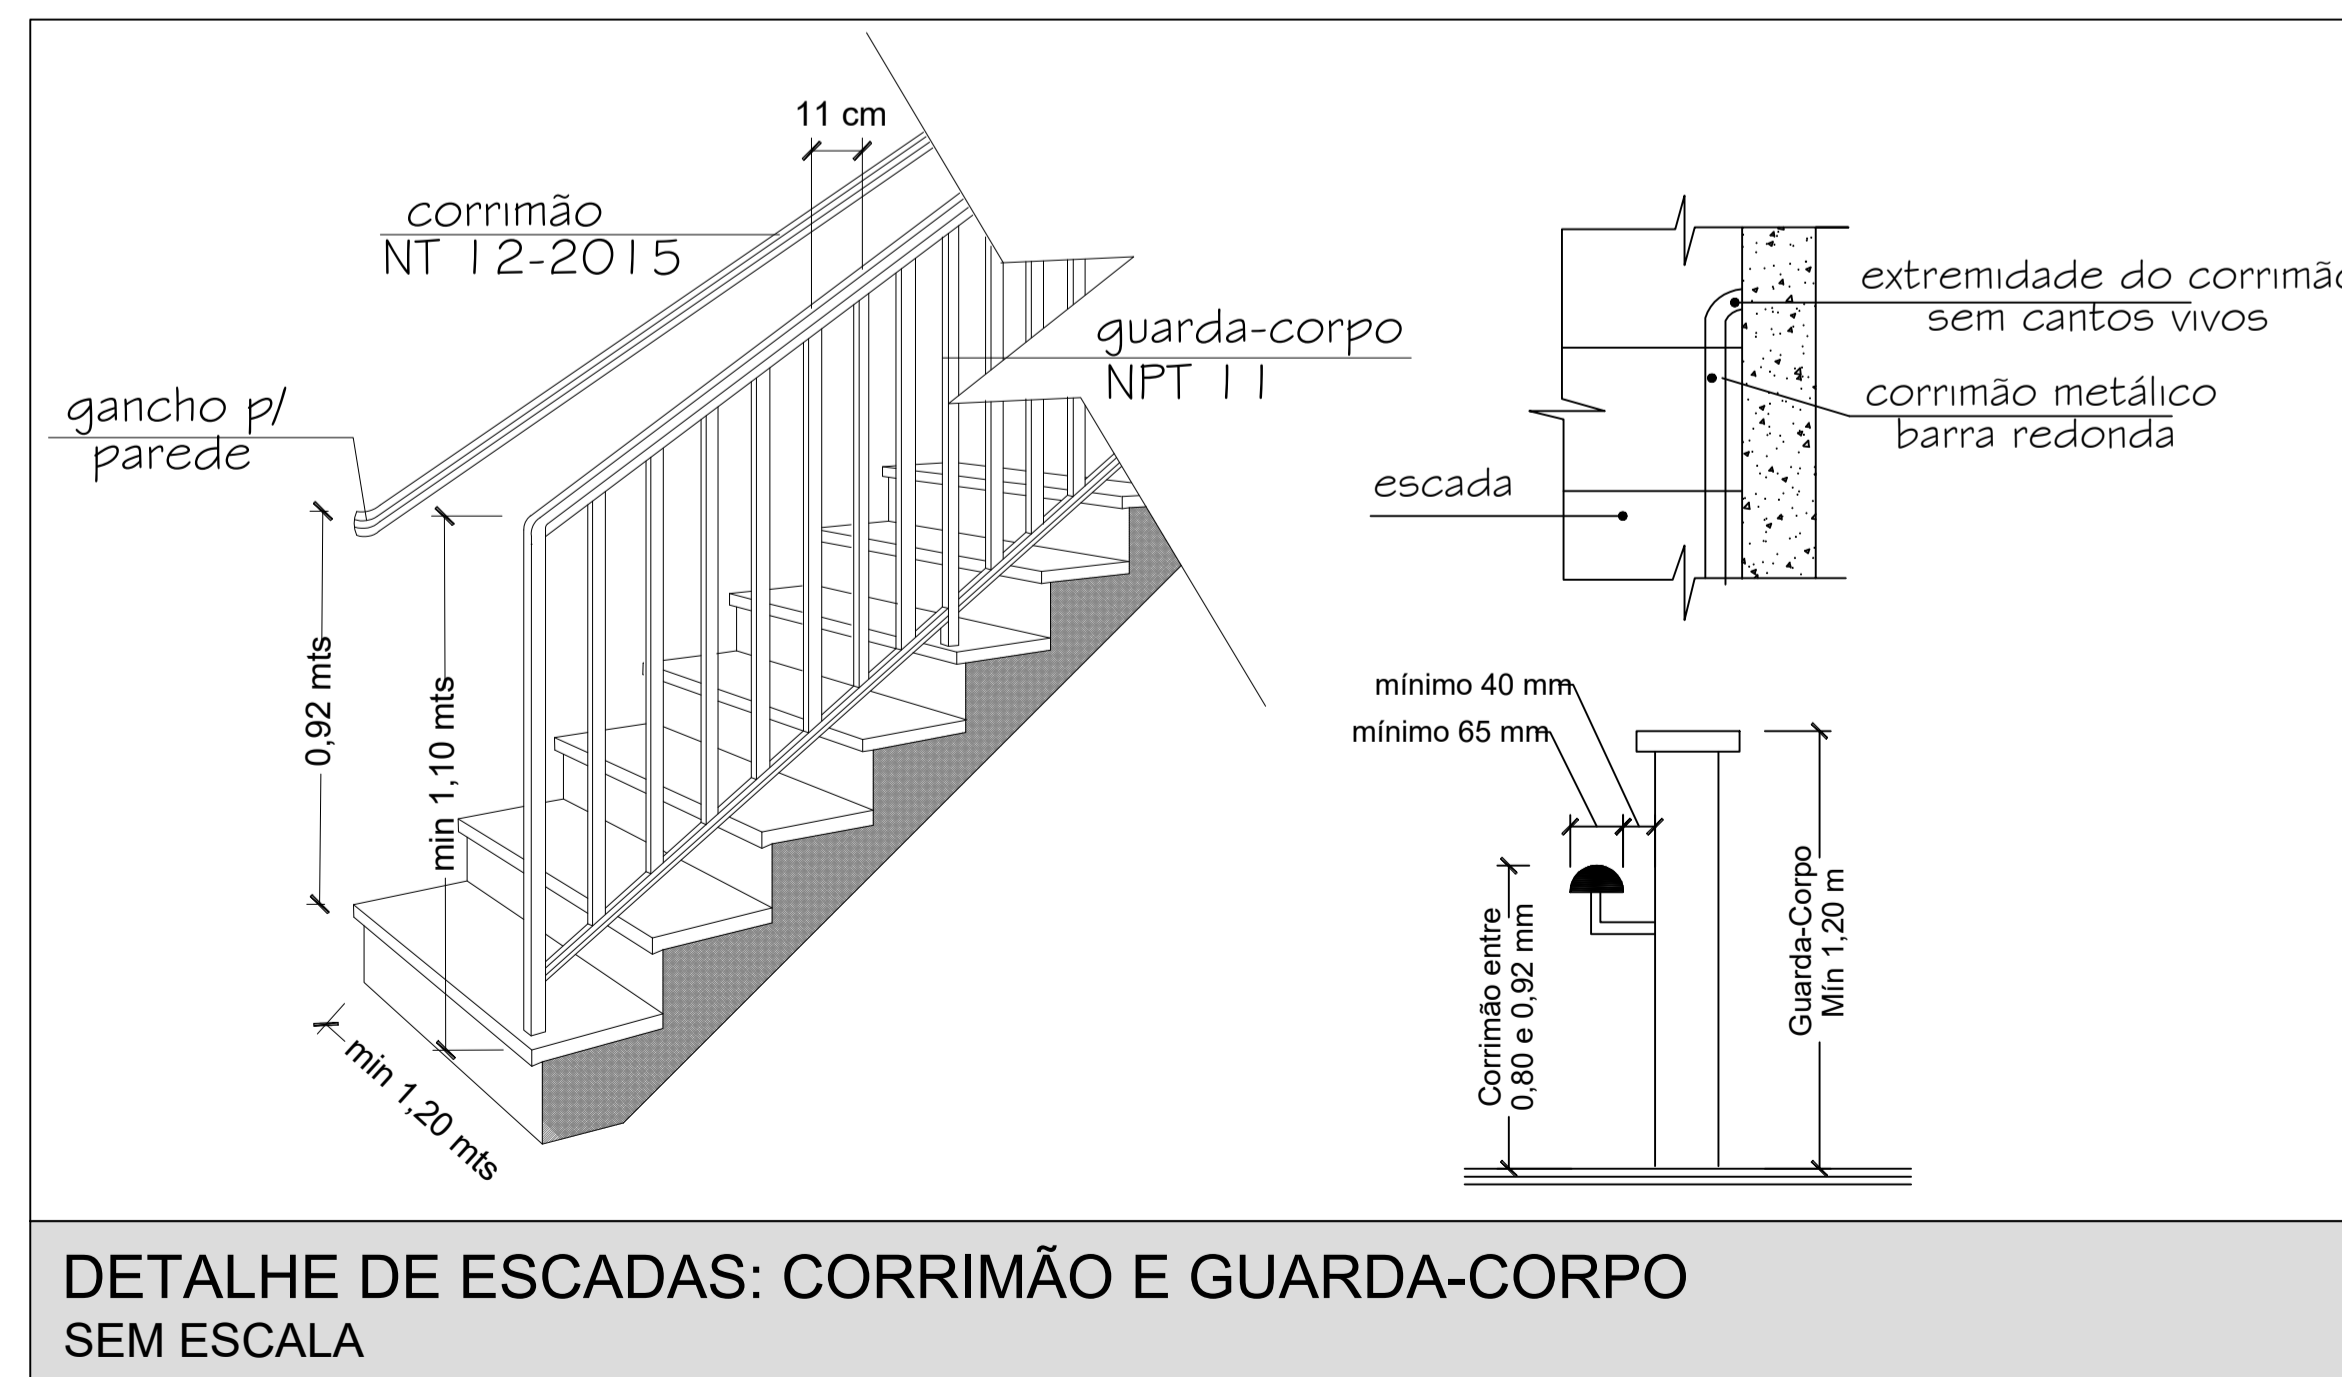 11 cm
corrimão
NT 12-2015
guarda-corpo
NPT 11
gancho p/
parede
0,92 mts
min 1,10 mts
min 1,20 mts
extremidade do corrimão
sem cantos vivos
corrimão metálico
barra redonda
escada
mínimo 40 mm
mínimo 65 mm
Corrimão entre
0,80 e 0,92 mm
Guarda-Corpo
Mín 1,20 m
DETALHE DE ESCADAS: CORRIMÃO E GUARDA-CORPO
SEM ESCALA